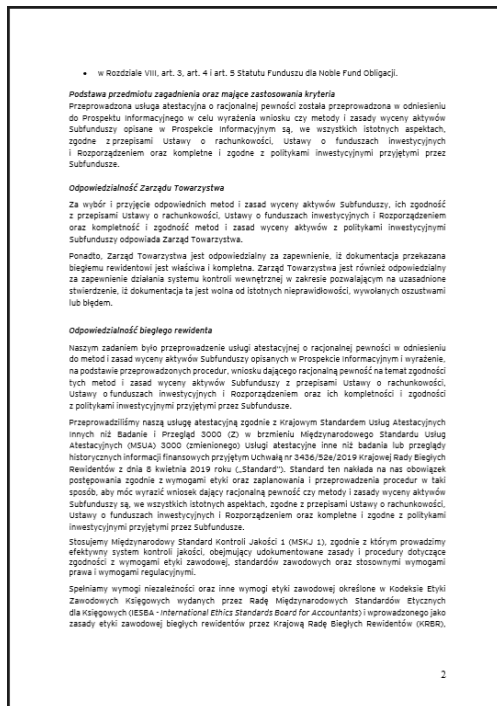 • w Rozdziale VIII, art. 3, art. 4 i art. 5 Statutu Funduszu dla Noble Fund Obligacji.
Podstawa przedmiotu zagadnienia oraz mające zastosowania kryteria
Przeprowadzona usługa atestacyjna o racjonalnej pewności została przeprowadzona w odniesieniu
do Prospektu Informacyjnego w celu wyrażenia wniosku czy metody i zasady wyceny aktywów
Subfunduszy opisane w Prospekcie Informacyjnym są, we wszystkich istotnych aspektach,
zgodne z przepisami Ustawy o rachunkowości, Ustawy o funduszach inwestycyjnych
i Rozporządzeniem oraz kompletne i zgodne z politykami inwestycyjnymi przyjętymi przez
Subfundusze.
Odpowiedzialność Zarządu Towarzystwa
Za wybór i przyjęcie odpowiednich metod i zasad wyceny aktywów Subfunduszy, ich zgodność
z przepisami Ustawy o rachunkowości, Ustawy o funduszach inwestycyjnych i Rozporządzeniem
oraz kompletność i zgodność metod i zasad wyceny aktywów z politykami inwestycyjnymi
Subfunduszy odpowiada Zarząd Towarzystwa.
Ponadto, Zarząd Towarzystwa jest odpowiedzialny za zapewnienie, iż dokumentacja przekazana
biegłemu rewidentowi jest właściwa i kompletna. Zarząd Towarzystwa jest również odpowiedzialny
za zapewnienie działania systemu kontroli wewnętrznej w zakresie pozwalającym na uzasadnione
stwierdzenie, iż dokumentacja ta jest wolna od istotnych nieprawidłowości, wywołanych oszustwami
lub błędem.
Odpowiedzialność biegłego rewidenta
Naszym zadaniem było przeprowadzenie usługi atestacyjnej o racjonalnej pewności w odniesieniu
do metod i zasad wyceny aktywów Subfunduszy opisanych w Prospekcie Informacyjnym i wyrażenie,
na podstawie przeprowadzonych procedur, wniosku dającego racjonalną pewność na temat zgodności
tych metod i zasad wyceny aktywów Subfunduszy z przepisami Ustawy o rachunkowości,
Ustawy o funduszach inwestycyjnych i Rozporządzeniem oraz ich kompletności i zgodności
z politykami inwestycyjnymi przyjętymi przez Subfundusze.
Przeprowadziliśmy naszą usługę atestacyjną zgodnie z Krajowym Standardem Usług Atestacyjnych
Innych niż Badanie i Przegląd 3000 (Z) w brzmieniu Międzynarodowego Standardu Usług
Atestacyjnych (MSUA) 3000 (zmienionego) Usługi atestacyjne inne niż badania lub przeglądy
historycznych informacji finansowych przyjętym Uchwałą nr 3436/52e/2019 Krajowej Rady Biegłych
Rewidentów z dnia 8 kwietnia 2019 roku („Standard”). Standard ten nakłada na nas obowiązek
postępowania zgodnie z wymogami etyki oraz zaplanowania i przeprowadzenia procedur w taki
sposób, aby móc wyrazić wniosek dający racjonalną pewność czy metody i zasady wyceny aktywów
Subfunduszy są, we wszystkich istotnych aspektach, zgodne z przepisami Ustawy o rachunkowości,
Ustawy o funduszach inwestycyjnych i Rozporządzeniem oraz kompletne i zgodne z politykami
inwestycyjnymi przyjętymi przez Subfundusze.
Stosujemy Międzynarodowy Standard Kontroli Jakości 1 (MSKJ 1), zgodnie z którym prowadzimy
efektywny system kontroli jakości, obejmujący udokumentowane zasady i procedury dotyczące
zgodności z wymogami etyki zawodowej, standardów zawodowych oraz stosownymi wymogami
prawa i wymogami regulacyjnymi.
Spełniamy wymogi niezależności oraz inne wymogi etyki zawodowej określone w Kodeksie Etyki
Zawodowych Księgowych wydanych przez Radę Międzynarodowych Standardów Etycznych
dla Księgowych (IESBA - International Ethics Standards Board for Accountants) i wprowadzonego jako
zasady etyki zawodowej biegłych rewidentów przez Krajową Radę Biegłych Rewidentów (KRBR),
2